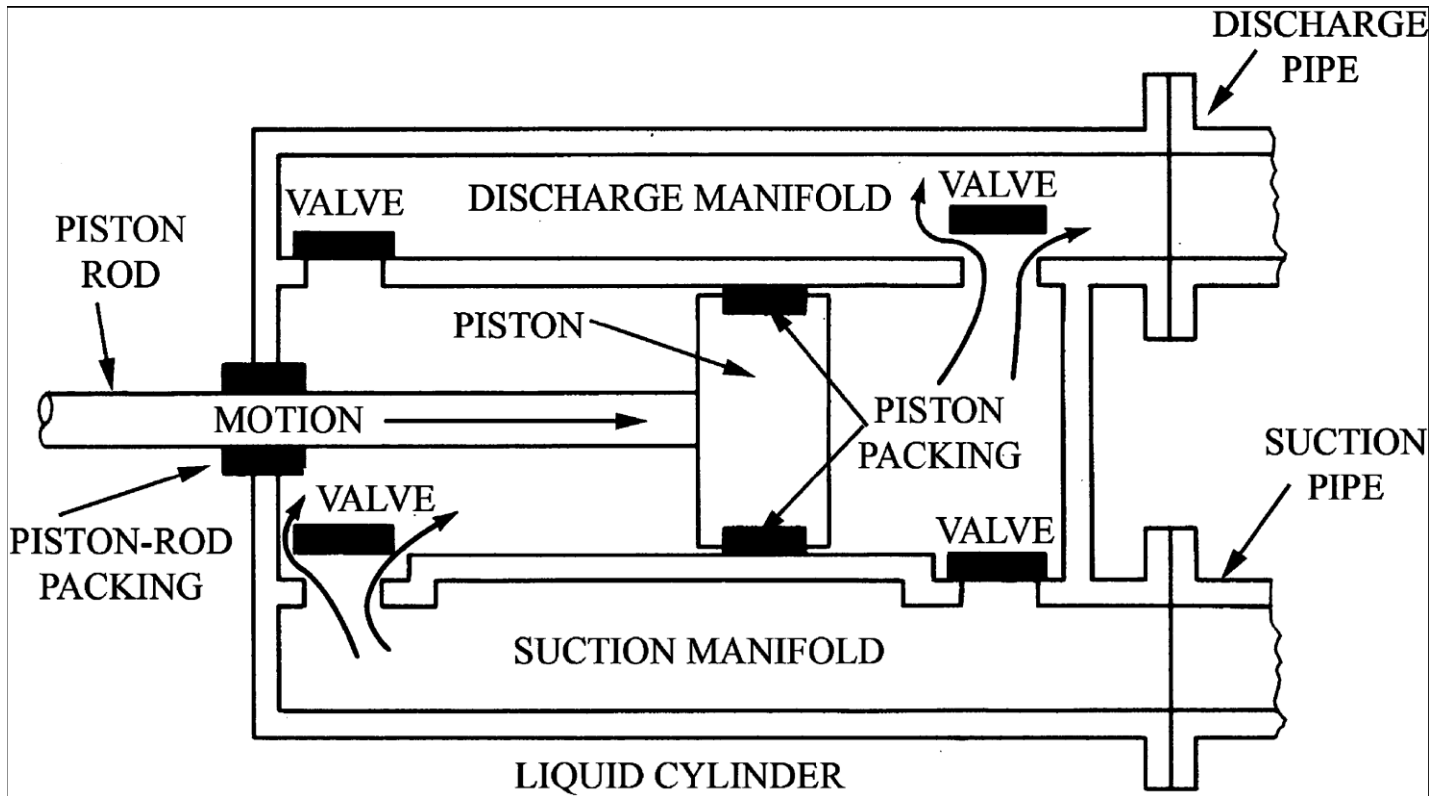 DISCHARGE
PIPE
VALVE
DISCHARGE MANIFOLD
VALVE
PISTON
ROD
PISTON
MOTION
PISTON
PACKING
SUCTION
PIPE
VALVE
VALVE
PISTON-ROD
PACKING
SUCTION MANIFOLD
LIQUID CYLINDER